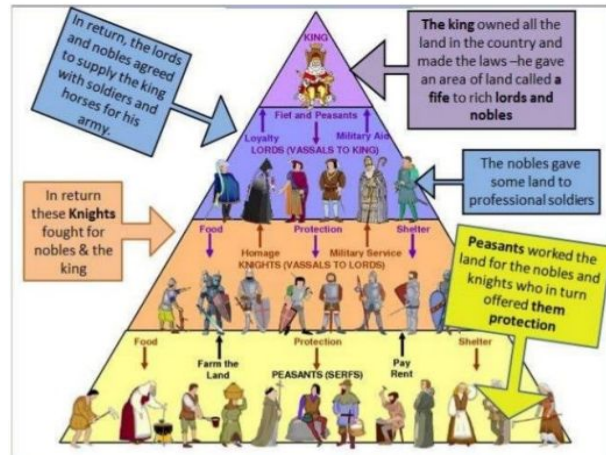 In return, the lords
and nobles agreed
to supply the king
with soldiers and
horses for his
army.
The king owned all the
land in the country and
made the laws –he gave
an area of land called a
fife to rich lords and
nobles
KING
Fief and Peasants
Loyalty
Military Aid
LORDS (VASSALS TO KING)
The nobles gave
some land to
professional soldiers
In return
these Knights
fought for
nobles & the
king
Food
Protection
Shelter
Homage
Military Service
KNIGHTS (VASSALS TO LORDS)
Peasants worked the
land for the nobles and
knights who in turn
offered them
protection
Food
Protection
Shelter
Farm the
Land
Pay
Rent
PEASANTS (SERFS)